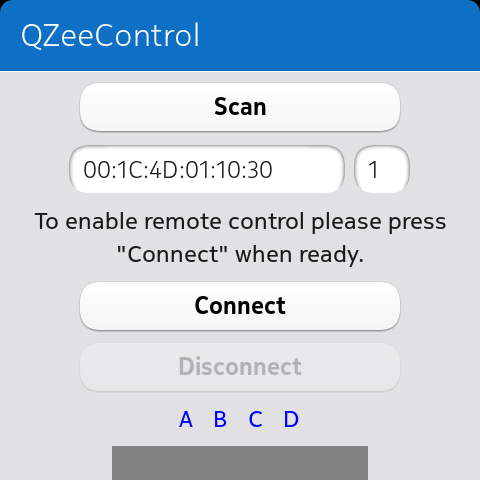 QZeeControl
Scan
00:1C:4D:01:10:30 1
To enable remote control please press
"Connect" when ready.
Connect
Disconnect
A B C D